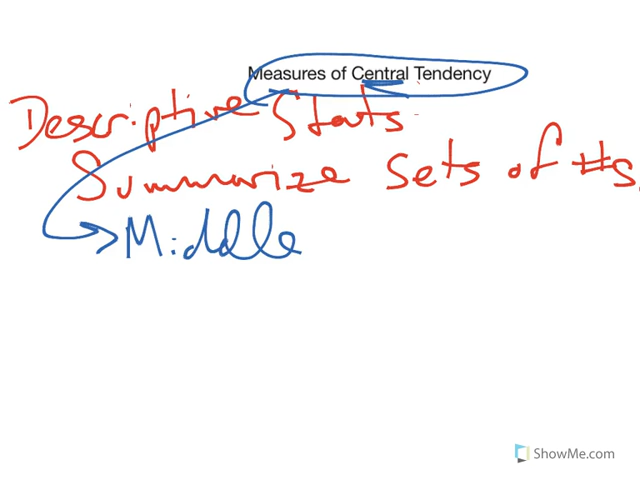 Measures of Central Tendency
Descriptive Stats
Summarize sets of #s
Middle
ShowMe.com